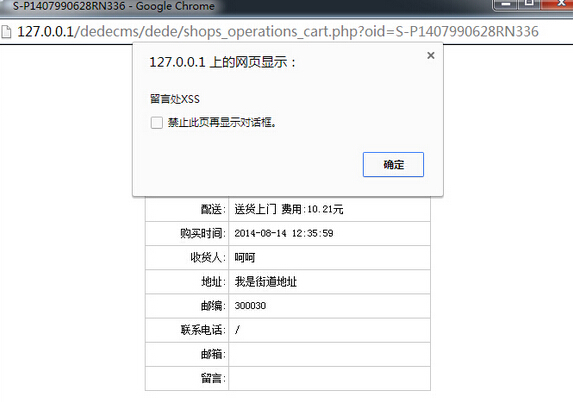 S-P1407990628RN336 - Google Chrome
127.0.0.1/dedecms/dede/shops_operations_cart.php?oid=S-P1407990628RN336
127.0.0.1 上的网页显示：
留言处XSS
禁止此页再显示对话框。
确定
配送: 送货上门 费用:10.21元
购买时间: 2014-08-14 12:35:59
收货人: 呵呵
地址: 我是街道地址
邮编: 300030
联系电话: /
邮箱:
留言: